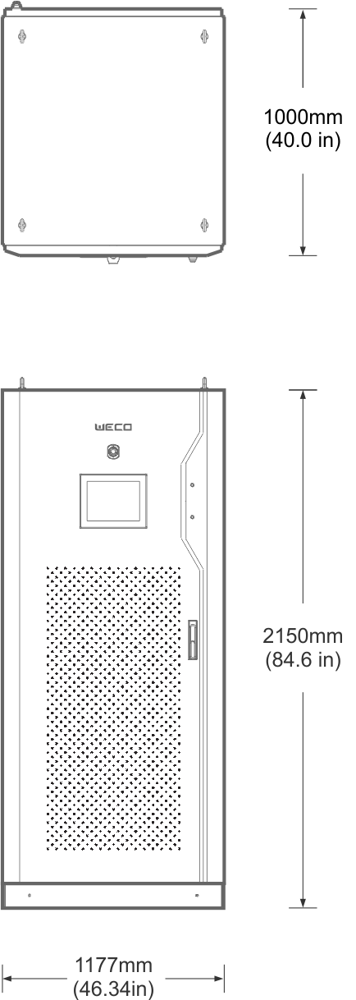 1000mm
(40.0 in)
WECO
2150mm
(84.6 in)
1177mm
(46.34in)